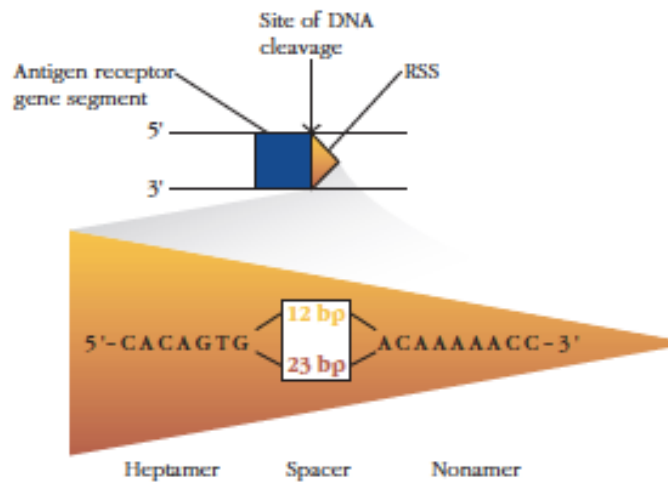 Site of DNA
cleavage
Antigen receptor
gene segment
RSS
5'
3'
12 bp
5'-CACAGTG
ACAAAAACC-3'
23 bp
Heptamer
Spacer
Nonamer